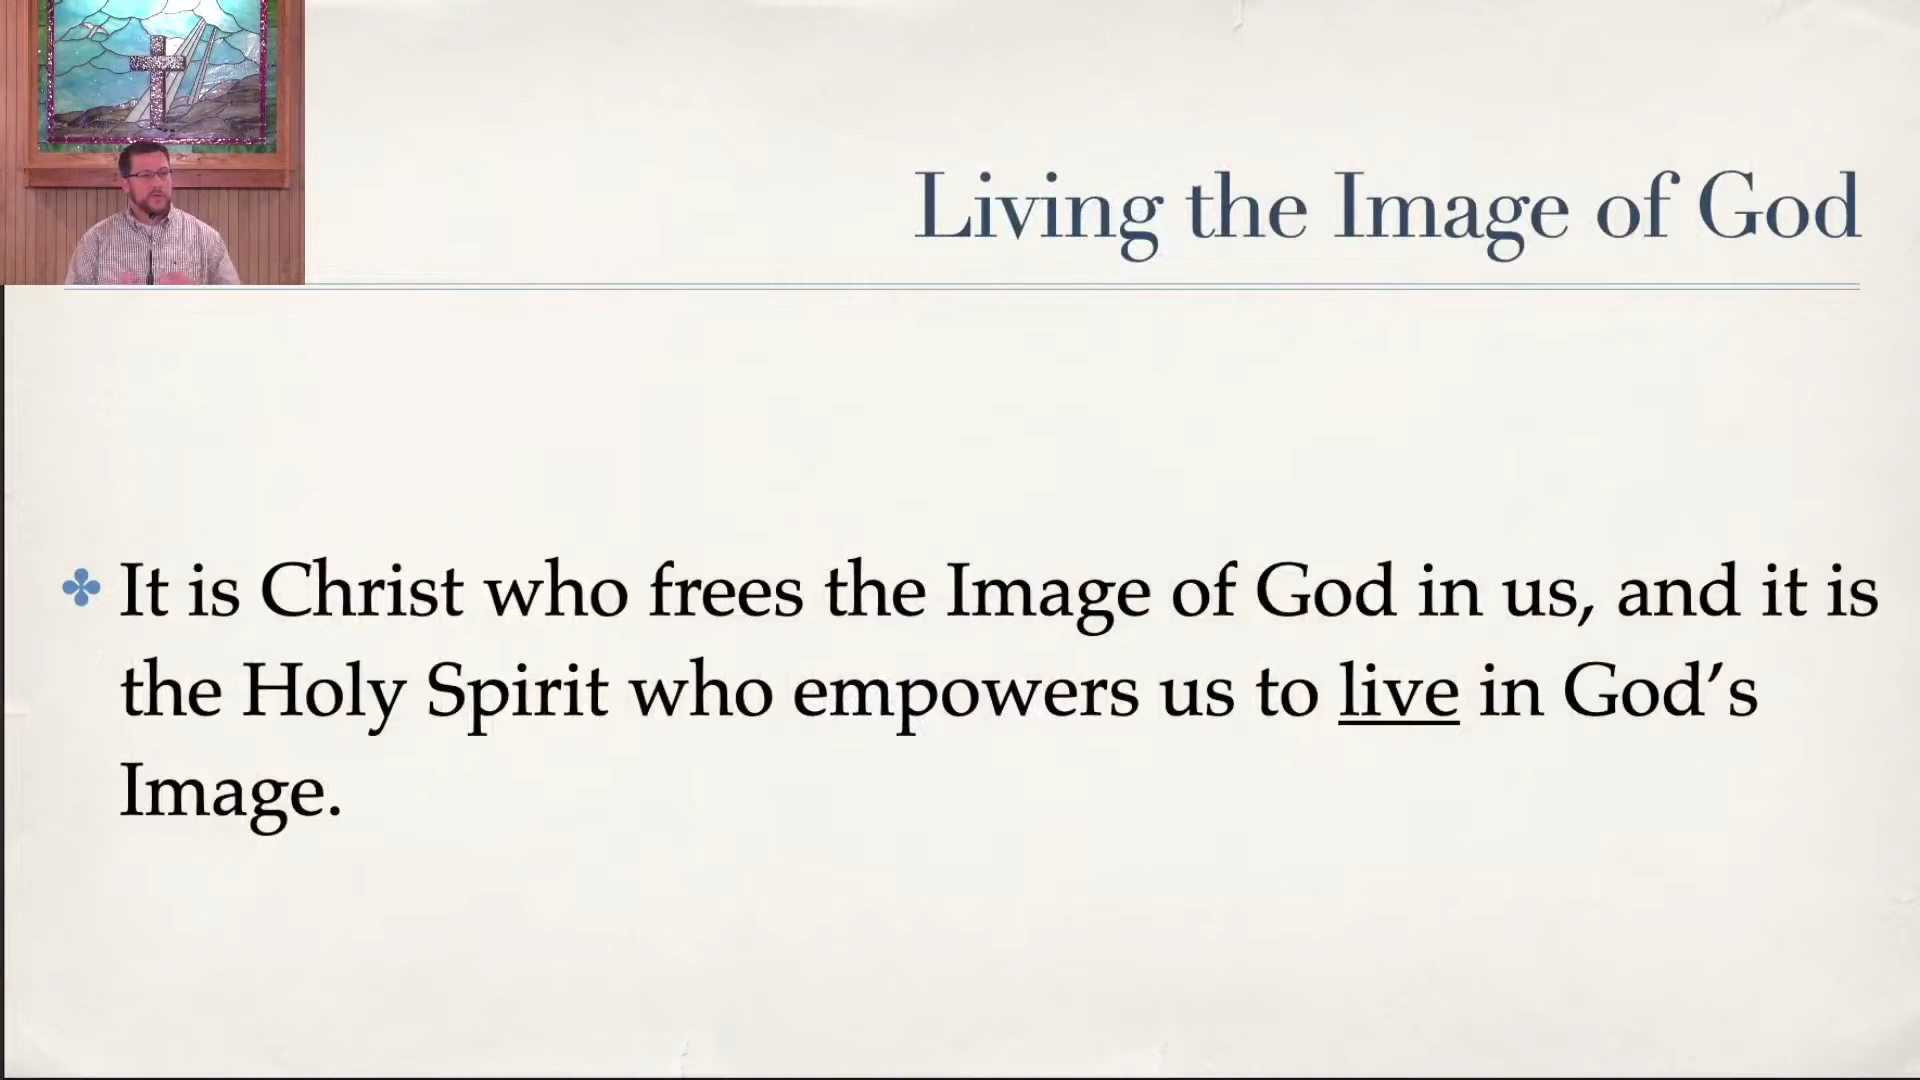 Living the Image of God
It is Christ who frees the Image of God in us, and it is
the Holy Spirit who empowers us to live in God’s
Image.